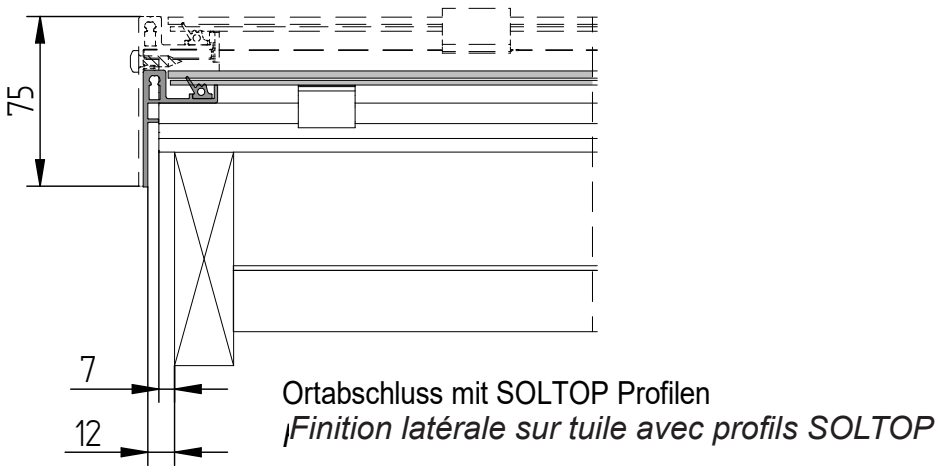 75
7
12
Ortabschluss mit SOLTOP Profilen
Finition latérale sur tuile avec profils SOLTOP